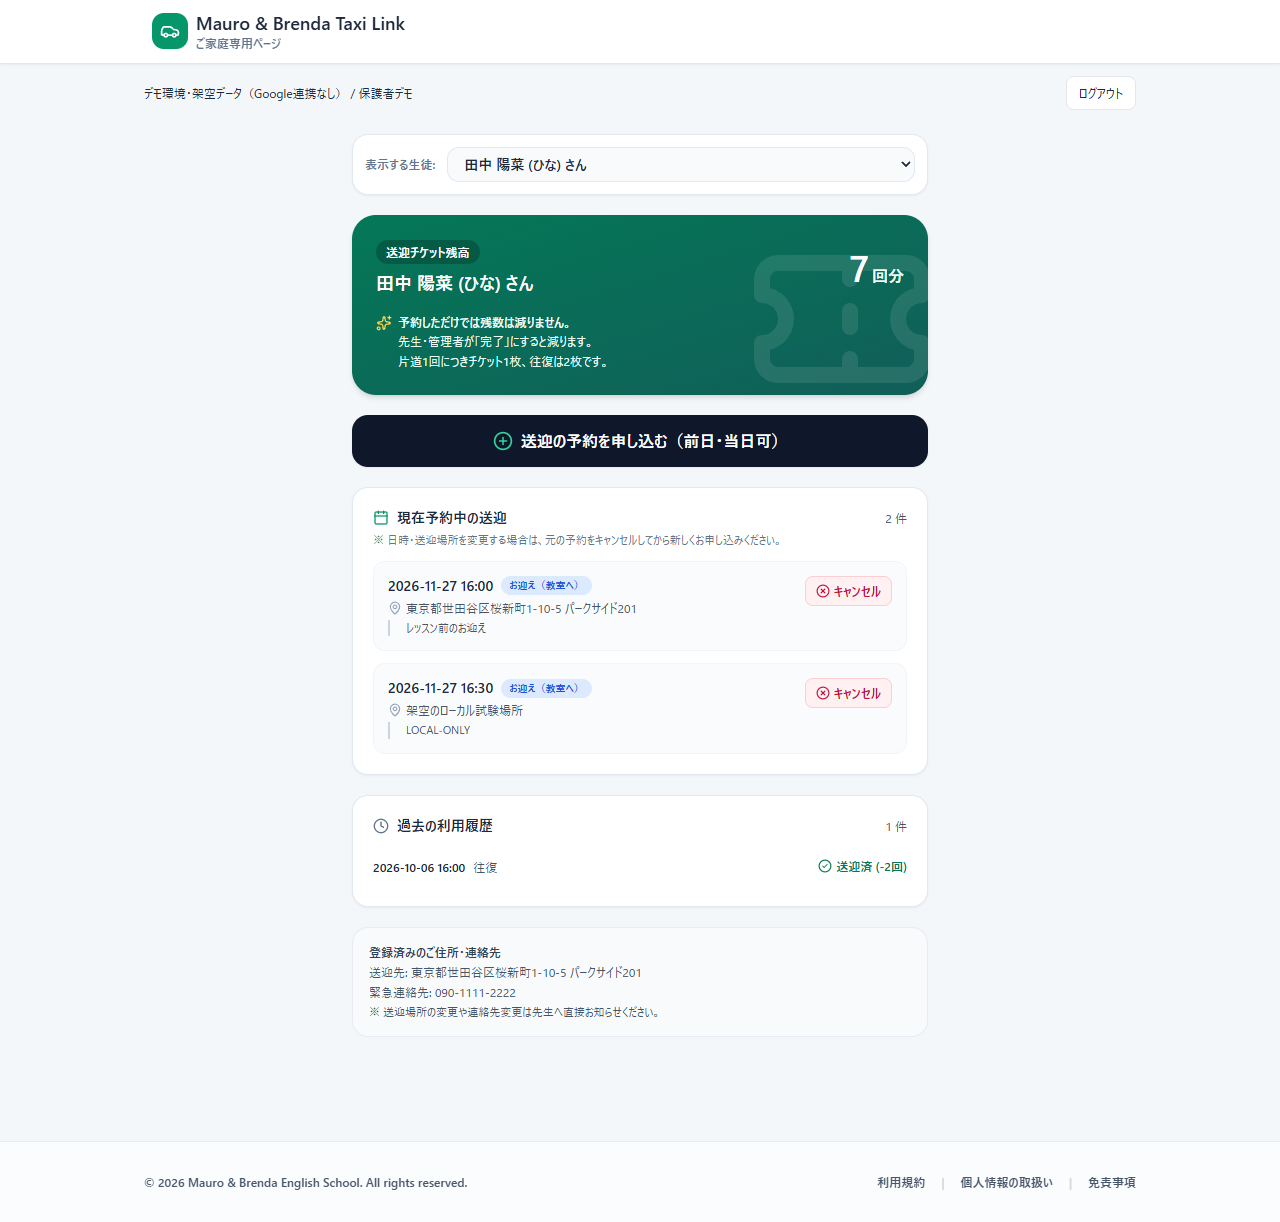 Mauro & Brenda Taxi Link
ご家庭専用ページ
デモ環境・架空データ（Google連携なし） / 保護者デモ
ログアウト
表示する生徒:
田中 陽菜 (ひな) さん
送迎チケット残高
田中 陽菜 (ひな) さん
7 回分
予約しただけでは残数は減りません。
先生・管理者が「完了」にすると減ります。
片道1回につきチケット1枚、往復は2枚です。
送迎の予約を申し込む（前日・当日可）
現在予約中の送迎
2 件
※ 日時・送迎場所を変更する場合は、元の予約をキャンセルしてから新しくお申し込みください。
2026-11-27 16:00 お迎え（教室へ）
キャンセル
東京都世田谷区桜新町1-10-5 パークサイド201
レッスン前のお迎え
2026-11-27 16:30 お迎え（教室へ）
キャンセル
架空のローカル試験場所
LOCAL-ONLY
過去の利用履歴
1 件
2026-10-06 16:00 往復
送迎済 (-2回)
登録済みのご住所・連絡先
送迎先: 東京都世田谷区桜新町1-10-5 パークサイド201
緊急連絡先: 090-1111-2222
※ 送迎場所の変更や連絡先変更は先生へ直接お知らせください。
© 2026 Mauro & Brenda English School. All rights reserved.
利用規約 | 個人情報の取扱い | 免責事項